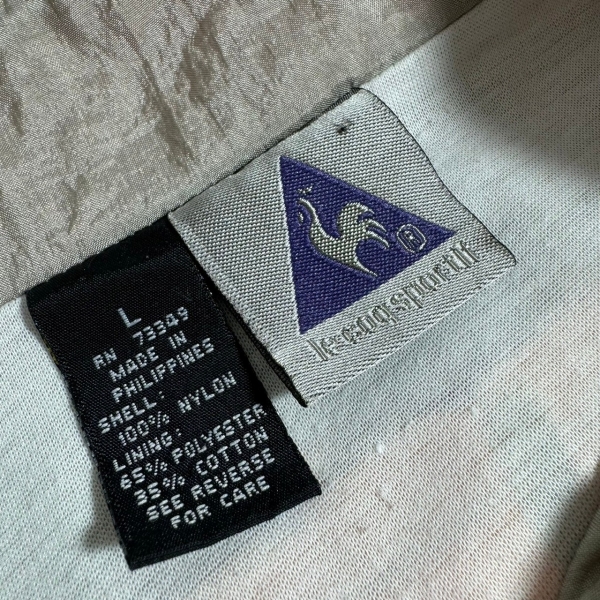 L
RN 73349
MADE IN
PHILIPPINES
SHELL:
100% NYLON
LINING:
65% POLYESTER
35% COTTON
SEE REVERSE
FOR CARE
®
le coq sportif